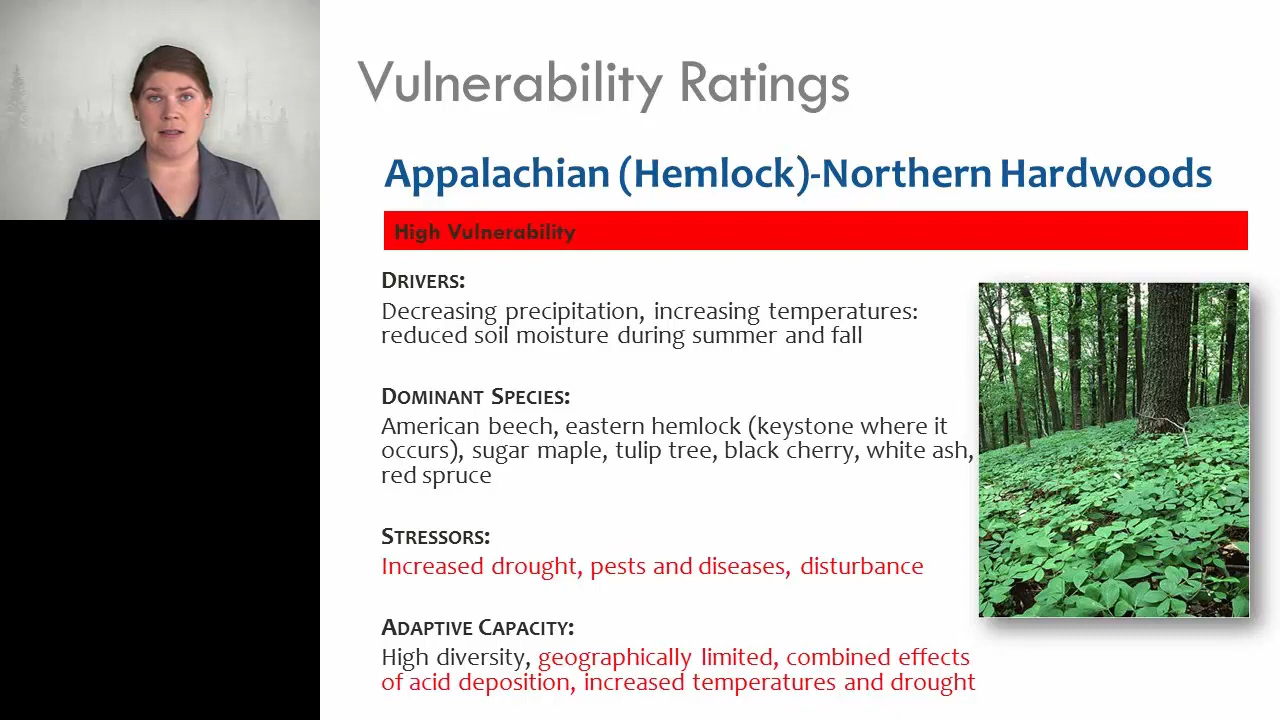 Vulnerability Ratings
Appalachian (Hemlock)-Northern Hardwoods
High Vulnerability
DRIVERS:
Decreasing precipitation, increasing temperatures:
reduced soil moisture during summer and fall
DOMINANT SPECIES:
American beech, eastern hemlock (keystone where it
occurs), sugar maple, tulip tree, black cherry, white ash,
red spruce
STRESSORS:
Increased drought, pests and diseases, disturbance
ADAPTIVE CAPACITY:
High diversity, geographically limited, combined effects
of acid deposition, increased temperatures and drought